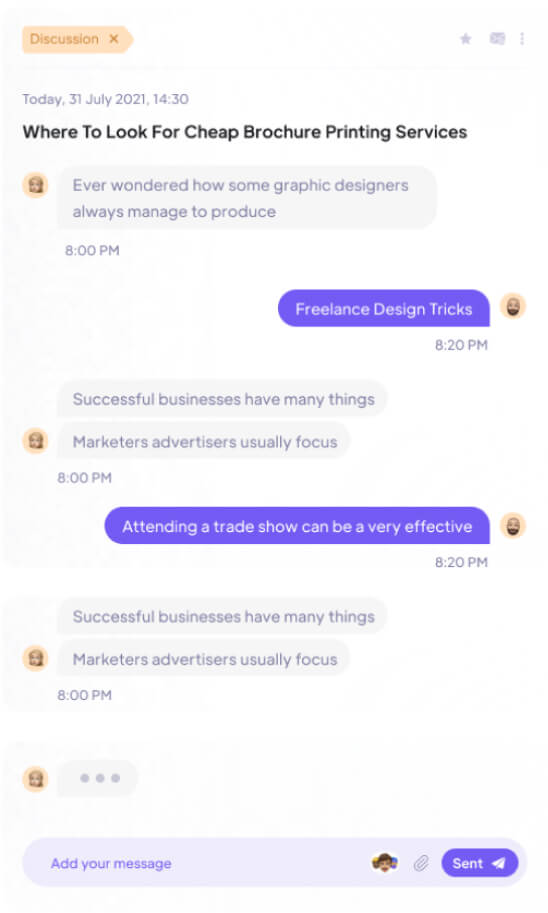 Discussion ×
Today, 31 July 2021, 14:30
Where To Look For Cheap Brochure Printing Services
Ever wondered how some graphic designers
always manage to produce
8:00 PM
Freelance Design Tricks
8:20 PM
Successful businesses have many things
Marketers advertisers usually focus
8:00 PM
Attending a trade show can be a very effective
8:20 PM
Successful businesses have many things
Marketers advertisers usually focus
8:00 PM
Add your message
Sent